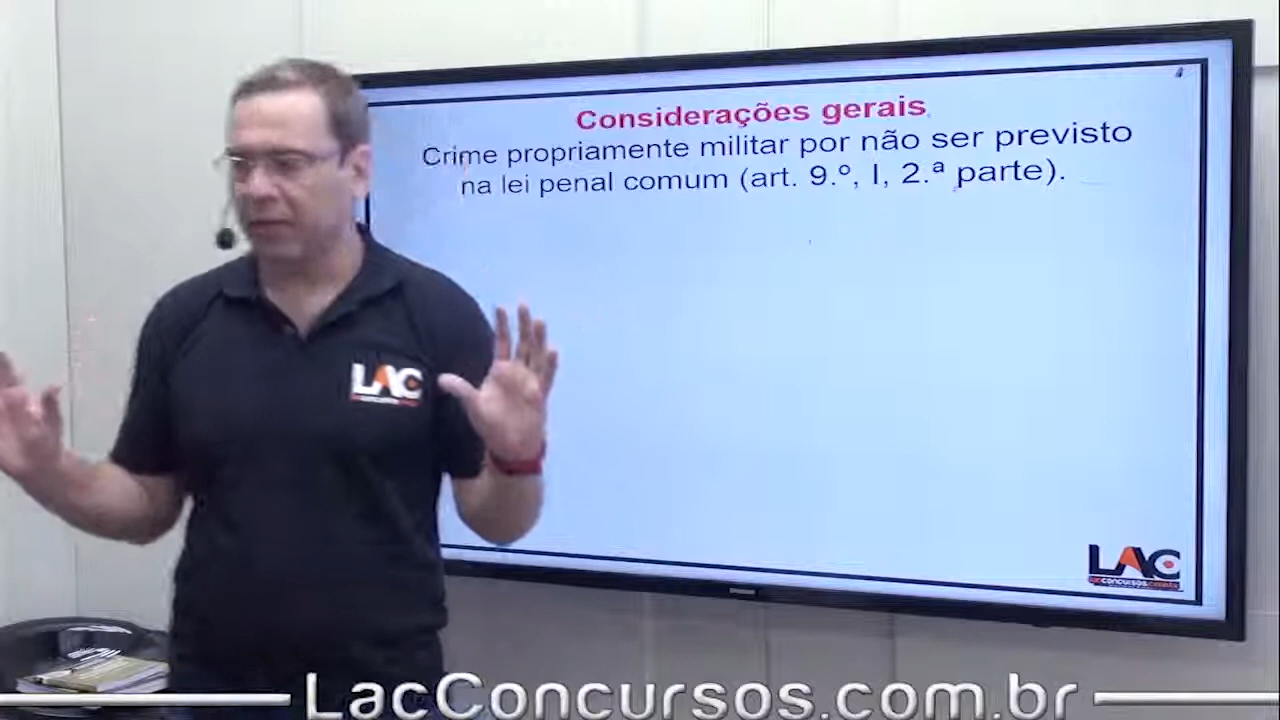 Considerações gerais
Crime propriamente militar por não ser previsto
na lei penal comum (art. 9.º, I, 2.ª parte).
LAC
LAC
LacConcursos.com.br